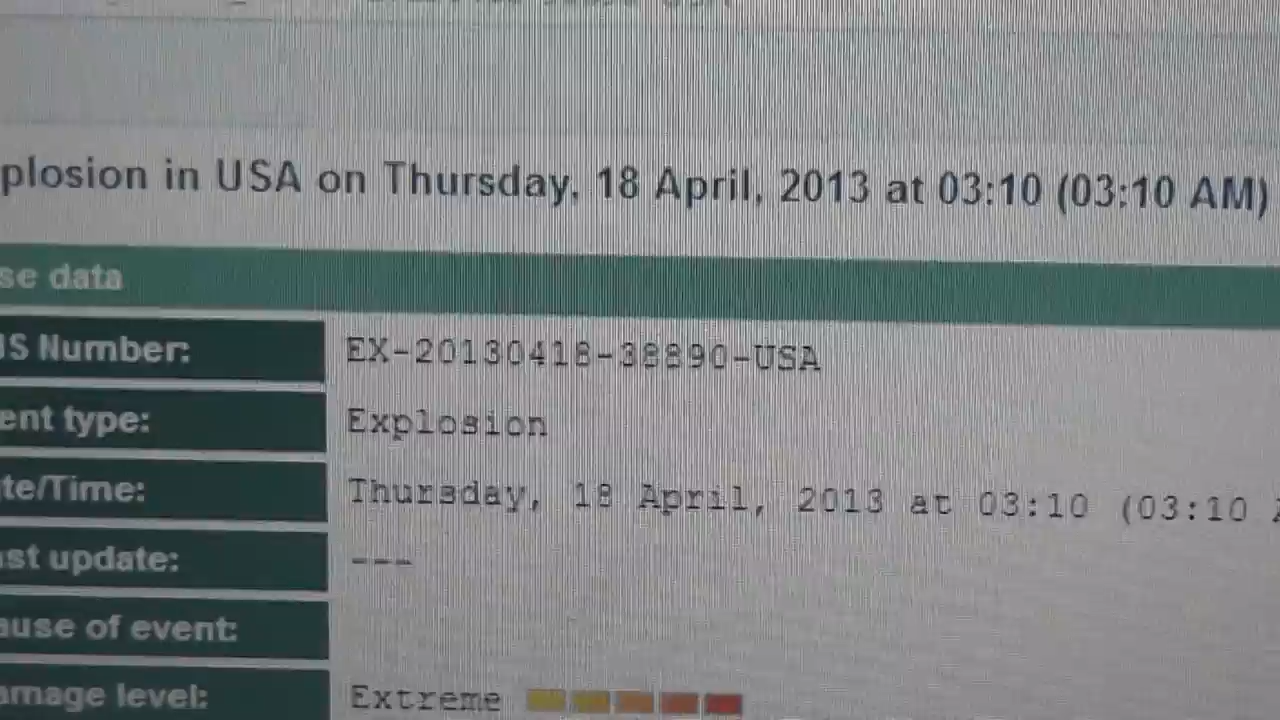 plosion in USA on Thursday, 18 April, 2013 at 03:10 (03:10 AM)
se data
IS Number: EX-20130418-38890-USA
ent type: Explosion
te/Time: Thursday, 18 April, 2013 at 03:10 (03:10
ast update: ---
ause of event:
amage level: Extreme